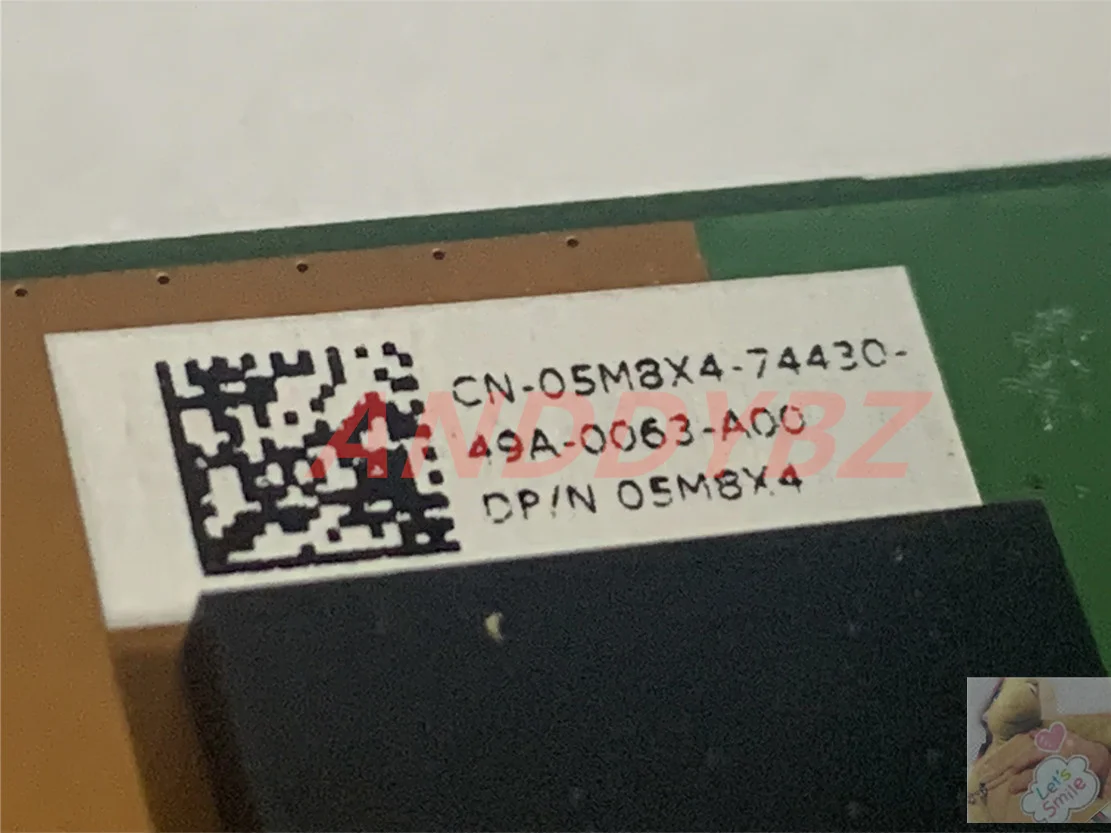 CN-05M8X4-74430-
49A-0063-A00
DP/N 05M8X4
ANDDYBZ
Let's
Smile